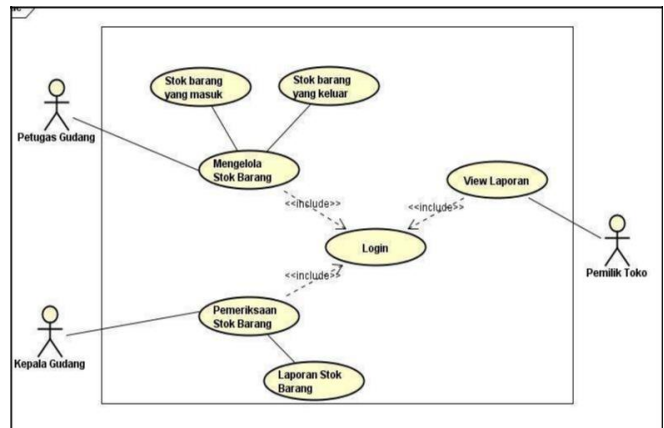 Stok barang
yang masuk
Stok barang
yang keluar
Petugas Gudang
Mengelola
Stok Barang
View Laporan
<<include>>
<<include>>
Login
Pemilik Toko
<<include>>
Pemeriksaan
Stok Barang
Kepala Gudang
Laporan Stok
Barang